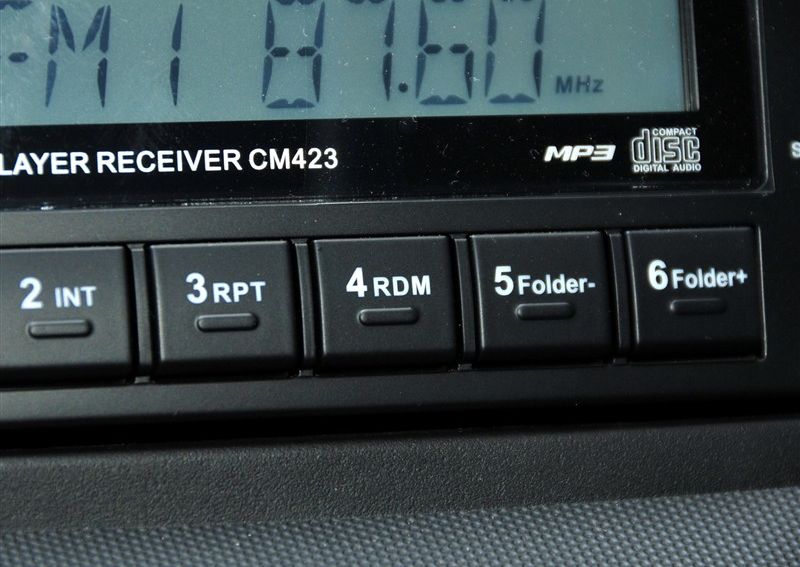 FM1 87.60 MHz
LAYER RECEIVER CM423
MP3
COMPACT
disc
DIGITAL AUDIO
2 INT
3 RPT
4 RDM
5 Folder-
6 Folder+